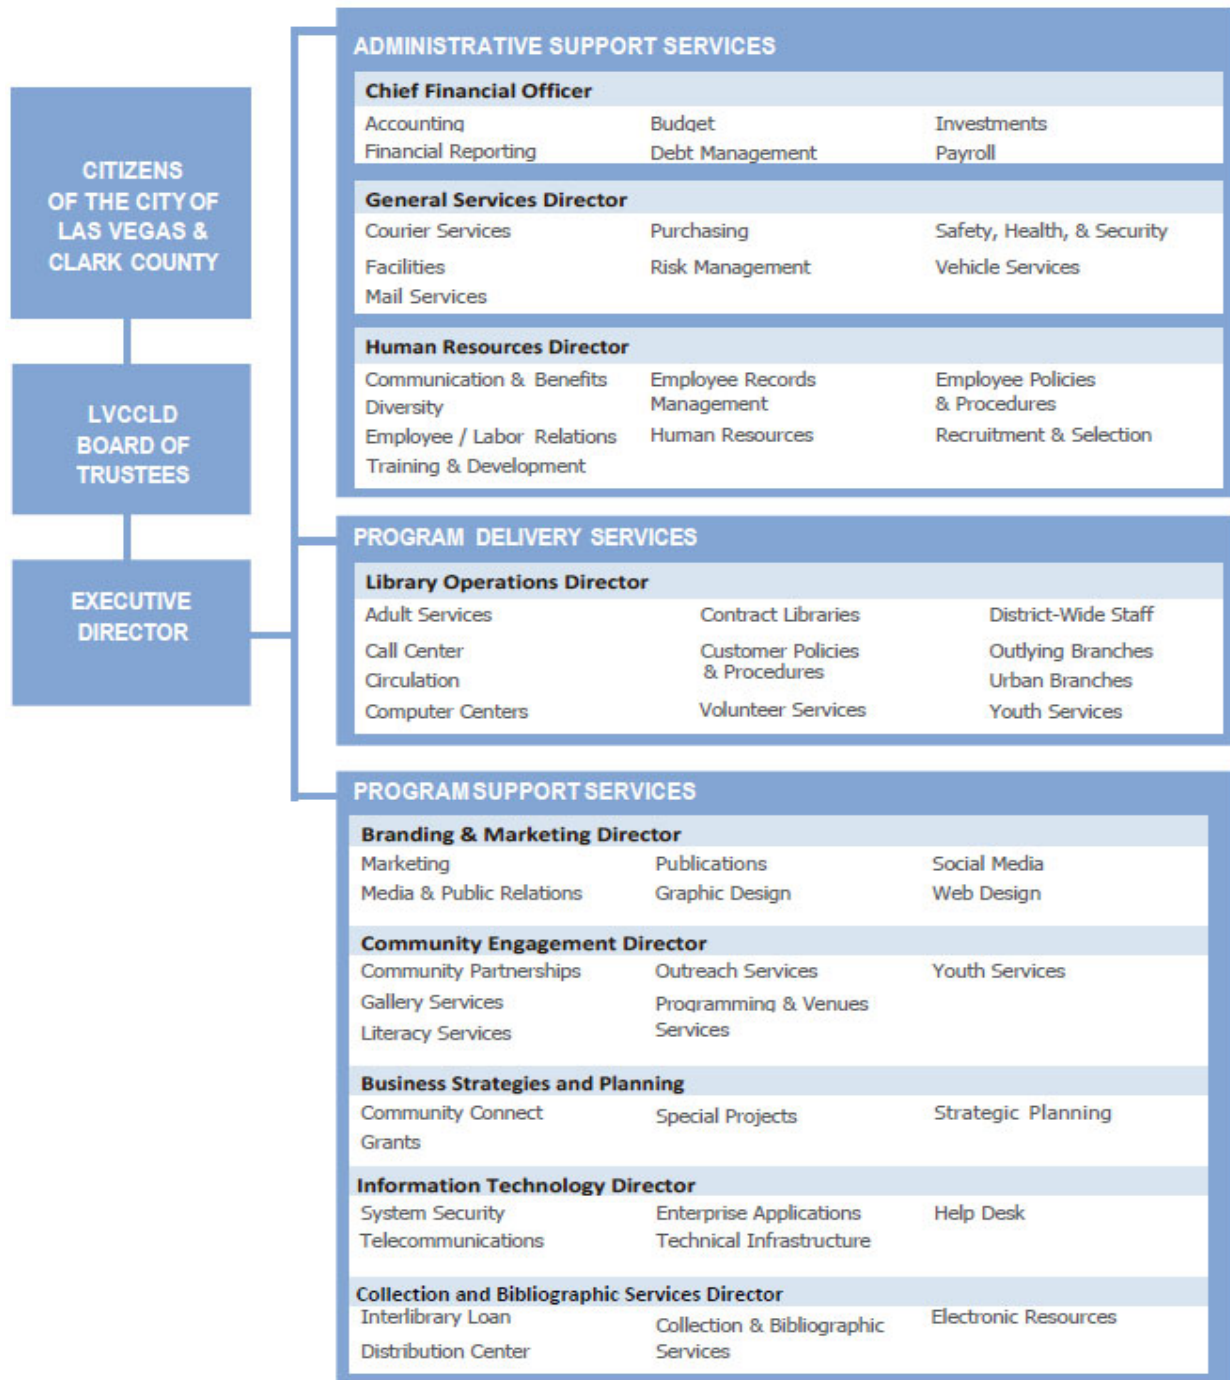 CITIZENS
OF THE CITY OF
LAS VEGAS &
CLARK COUNTY
LVCCLD
BOARD OF
TRUSTEES
EXECUTIVE
DIRECTOR
ADMINISTRATIVE SUPPORT SERVICES
Chief Financial Officer
Accounting Budget Investments
Financial Reporting Debt Management Payroll
General Services Director
Courier Services Purchasing Safety, Health, & Security
Facilities Risk Management Vehicle Services
Mail Services
Human Resources Director
Communication & Benefits Employee Records Employee Policies
Diversity Management & Procedures
Employee / Labor Relations Human Resources Recruitment & Selection
Training & Development
PROGRAM DELIVERY SERVICES
Library Operations Director
Adult Services Contract Libraries District-Wide Staff
Call Center Customer Policies Outlying Branches
& Procedures
Circulation Urban Branches
Computer Centers Volunteer Services Youth Services
PROGRAM SUPPORT SERVICES
Branding & Marketing Director
Marketing Publications Social Media
Media & Public Relations Graphic Design Web Design
Community Engagement Director
Community Partnerships Outreach Services Youth Services
Gallery Services Programming & Venues
Literacy Services Services
Business Strategies and Planning
Community Connect Special Projects Strategic Planning
Grants
Information Technology Director
System Security Enterprise Applications Help Desk
Telecommunications Technical Infrastructure
Collection and Bibliographic Services Director
Interlibrary Loan Collection & Bibliographic Electronic Resources
Distribution Center Services